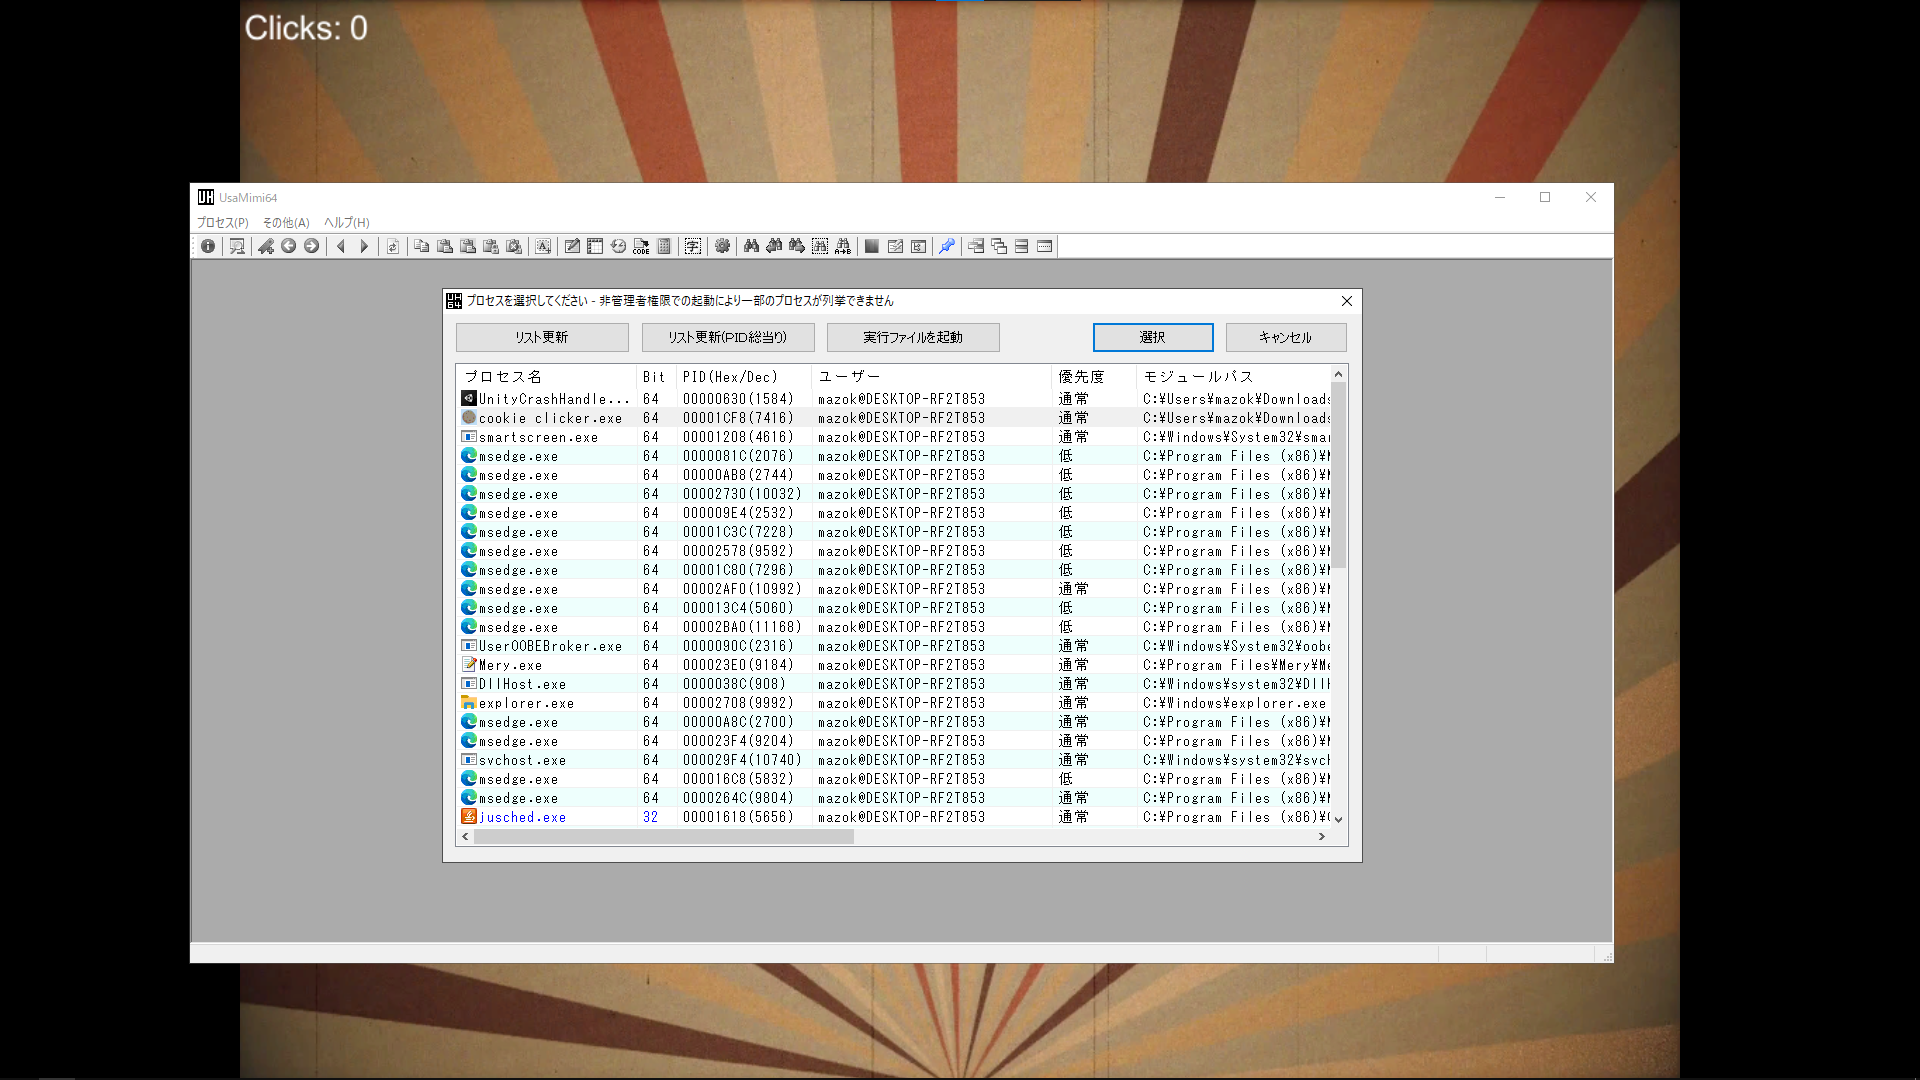 Clicks: 0
UsaMimi64
プロセス(P) その他(A) ヘルプ(H)
プロセスを選択してください - 非管理者権限での起動により一部のプロセスが列挙できません
リスト更新 リスト更新(PID総当り) 実行ファイルを起動 選択 キャンセル
プロセス名 Bit PID(Hex/Dec) ユーザー 優先度 モジュールパス
UnityCrashHandle... 64 00000630(1584) mazok@DESKTOP-RF2T853 通常 C:¥Users¥mazok¥Downloads
cookie clicker.exe 64 00001CF8(7416) mazok@DESKTOP-RF2T853 通常 C:¥Users¥mazok¥Downloads
smartscreen.exe 64 00001208(4616) mazok@DESKTOP-RF2T853 通常 C:¥Windows¥System32¥smar
msedge.exe 64 0000081C(2076) mazok@DESKTOP-RF2T853 低 C:¥Program Files (x86)¥
msedge.exe 64 00000AB8(2744) mazok@DESKTOP-RF2T853 低 C:¥Program Files (x86)¥
msedge.exe 64 00002730(10032) mazok@DESKTOP-RF2T853 低 C:¥Program Files (x86)¥
msedge.exe 64 000009E4(2532) mazok@DESKTOP-RF2T853 低 C:¥Program Files (x86)¥
msedge.exe 64 00001C3C(7228) mazok@DESKTOP-RF2T853 低 C:¥Program Files (x86)¥
msedge.exe 64 00002578(9592) mazok@DESKTOP-RF2T853 低 C:¥Program Files (x86)¥
msedge.exe 64 00001C80(7296) mazok@DESKTOP-RF2T853 低 C:¥Program Files (x86)¥
msedge.exe 64 00002AF0(10992) mazok@DESKTOP-RF2T853 通常 C:¥Program Files (x86)¥
msedge.exe 64 000013C4(5060) mazok@DESKTOP-RF2T853 低 C:¥Program Files (x86)¥
msedge.exe 64 00002BA0(11168) mazok@DESKTOP-RF2T853 低 C:¥Program Files (x86)¥
UserOOBEBroker.exe 64 0000090C(2316) mazok@DESKTOP-RF2T853 通常 C:¥Windows¥System32¥oobe
Mery.exe 64 000023E0(9184) mazok@DESKTOP-RF2T853 通常 C:¥Program Files¥Mery¥Me
DllHost.exe 64 0000038C(908) mazok@DESKTOP-RF2T853 通常 C:¥Windows¥system32¥Dll
explorer.exe 64 00002708(9992) mazok@DESKTOP-RF2T853 通常 C:¥Windows¥explorer.exe
msedge.exe 64 00000A8C(2700) mazok@DESKTOP-RF2T853 通常 C:¥Program Files (x86)¥
msedge.exe 64 000023F4(9204) mazok@DESKTOP-RF2T853 通常 C:¥Program Files (x86)¥
svchost.exe 64 000029F4(10740) mazok@DESKTOP-RF2T853 通常 C:¥Windows¥system32¥svch
msedge.exe 64 000016C8(5832) mazok@DESKTOP-RF2T853 低 C:¥Program Files (x86)¥
msedge.exe 64 0000264C(9804) mazok@DESKTOP-RF2T853 通常 C:¥Program Files (x86)¥
jusched.exe 32 00001618(5656) mazok@DESKTOP-RF2T853 通常 C:¥Program Files (x86)¥